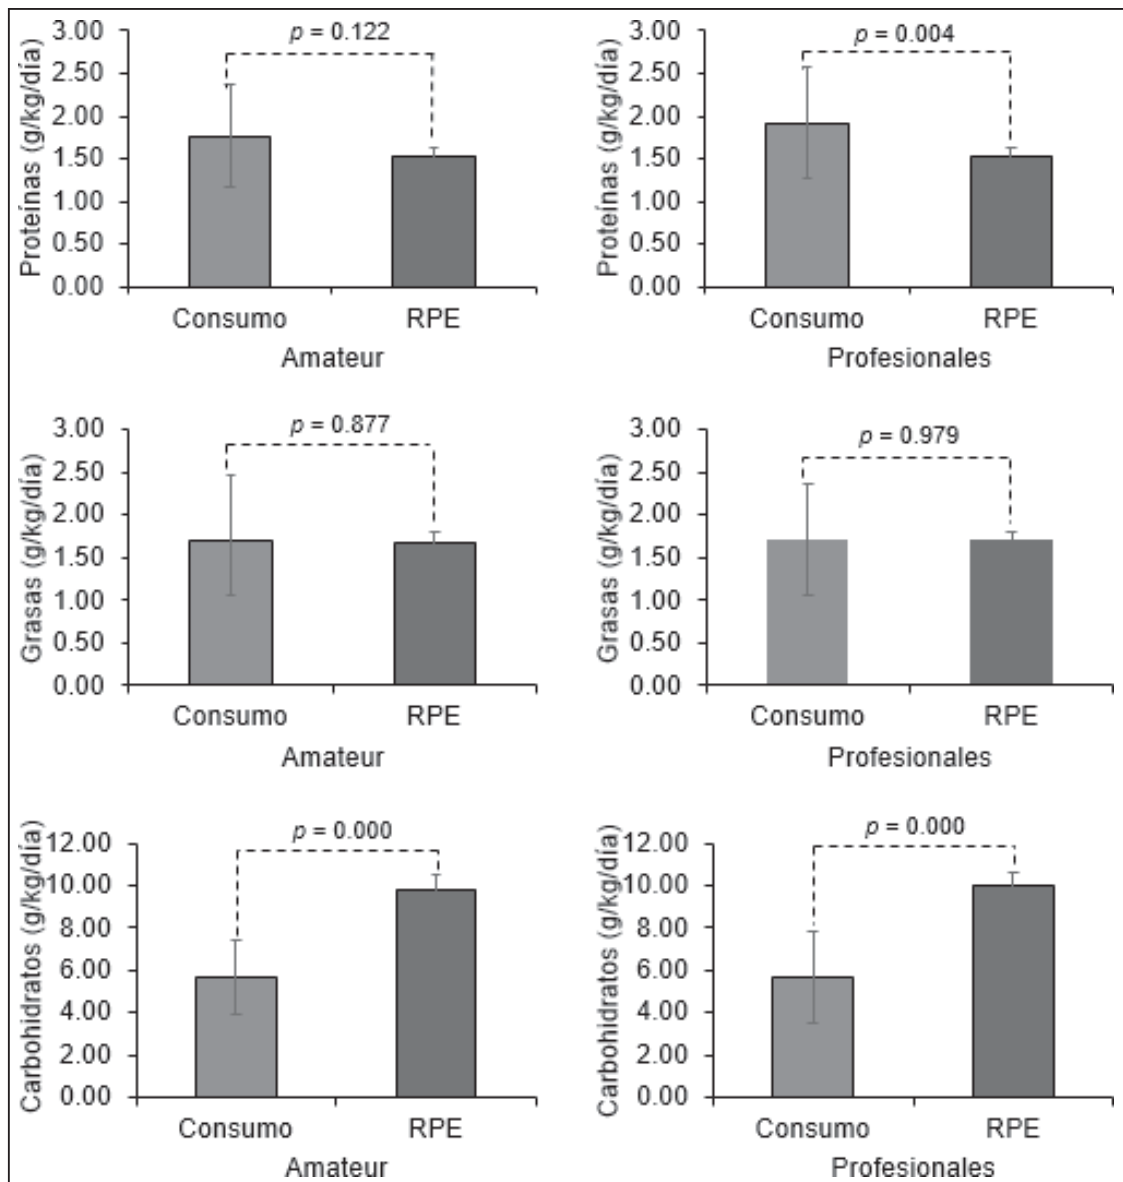 Proteínas (g/kg/día)
3.00
2.50
2.00
1.50
1.00
0.50
0.00
p = 0.122
Consumo RPE
Amateur
Proteínas (g/kg/día)
3.00
2.50
2.00
1.50
1.00
0.50
0.00
p = 0.004
Consumo RPE
Profesionales
Grasas (g/kg/día)
3.00
2.50
2.00
1.50
1.00
0.50
0.00
p = 0.877
Consumo RPE
Amateur
Grasas (g/kg/día)
3.00
2.50
2.00
1.50
1.00
0.50
0.00
p = 0.979
Consumo RPE
Profesionales
Carbohidratos (g/kg/día)
12.00
10.00
8.00
6.00
4.00
2.00
0.00
p = 0.000
Consumo RPE
Amateur
Carbohidratos (g/kg/día)
12.00
10.00
8.00
6.00
4.00
2.00
0.00
p = 0.000
Consumo RPE
Profesionales